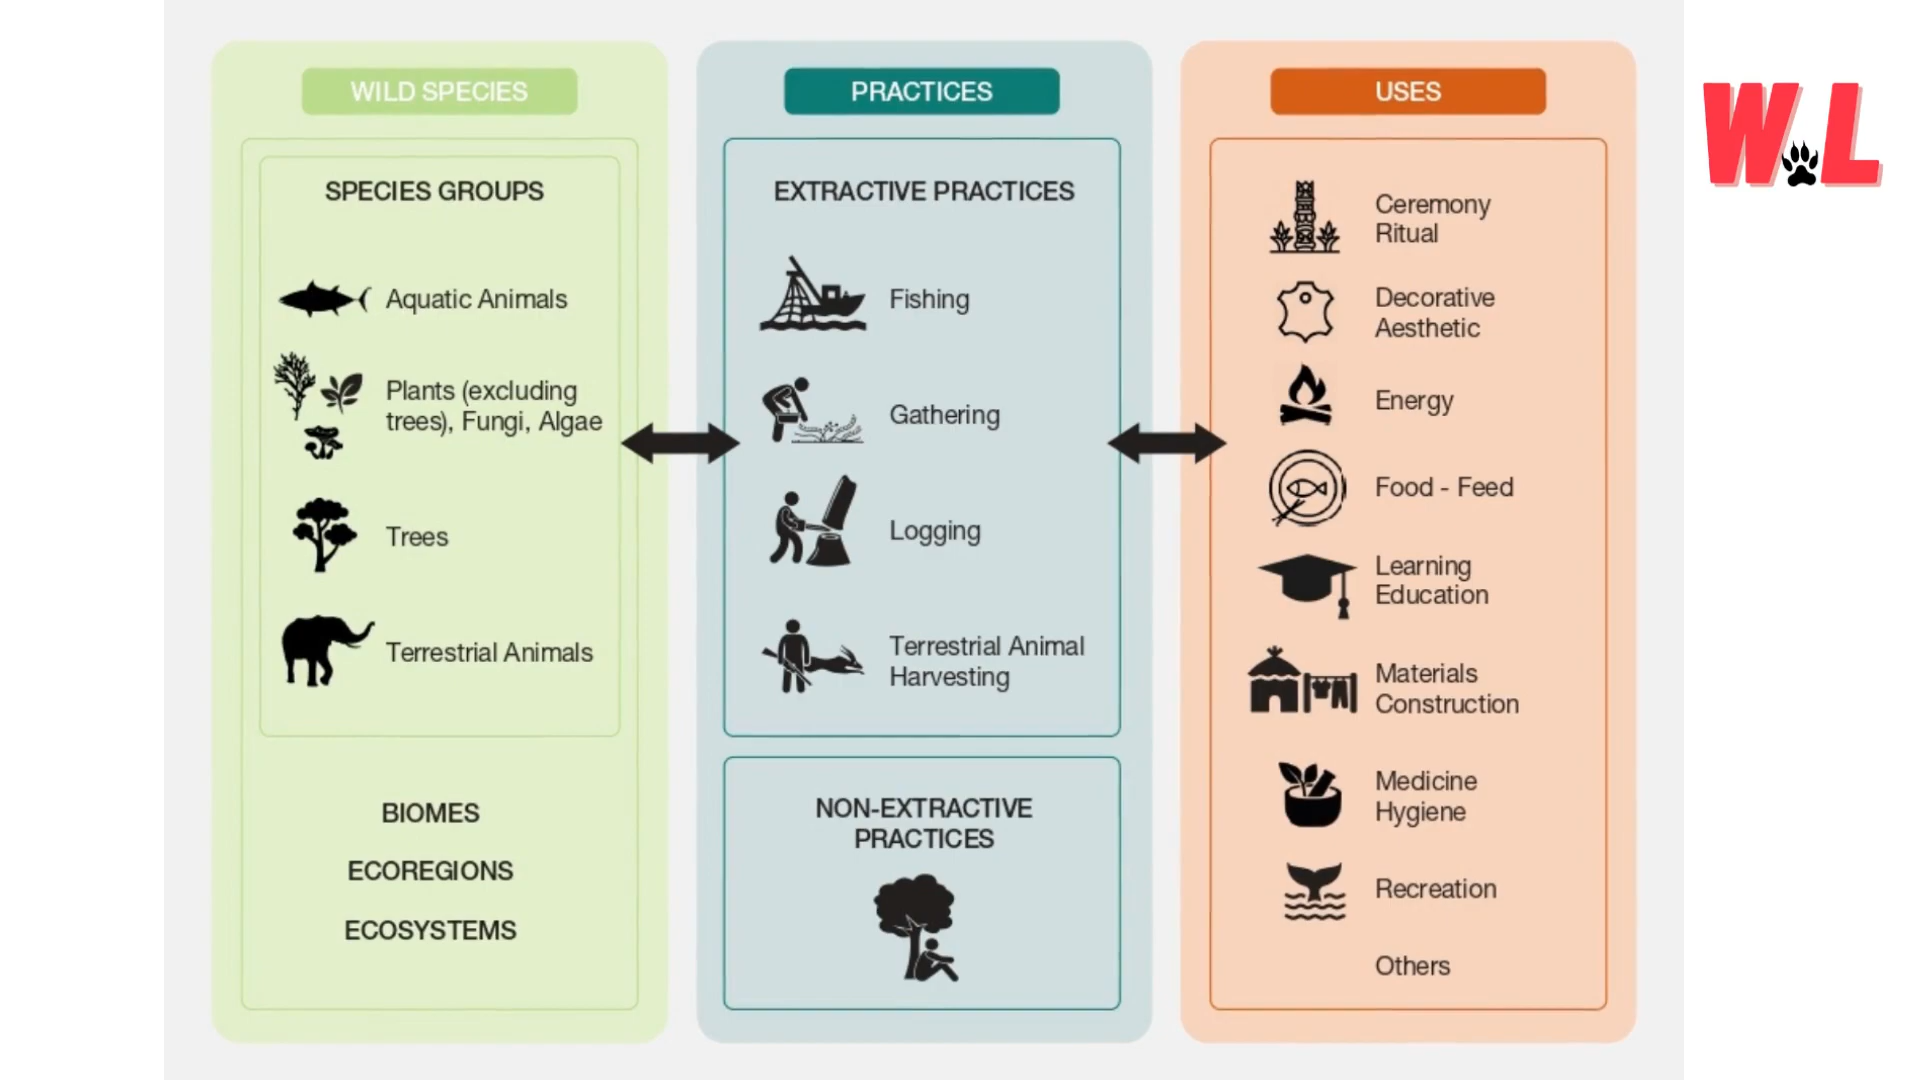 WILD SPECIES
SPECIES GROUPS
Aquatic Animals
Plants (excluding
trees), Fungi, Algae
Trees
Terrestrial Animals
BIOMES
ECOREGIONS
ECOSYSTEMS
PRACTICES
EXTRACTIVE PRACTICES
Fishing
Gathering
Logging
Terrestrial Animal
Harvesting
NON-EXTRACTIVE
PRACTICES
USES
Ceremony
Ritual
Decorative
Aesthetic
Energy
Food - Feed
Learning
Education
Materials
Construction
Medicine
Hygiene
Recreation
Others
W L